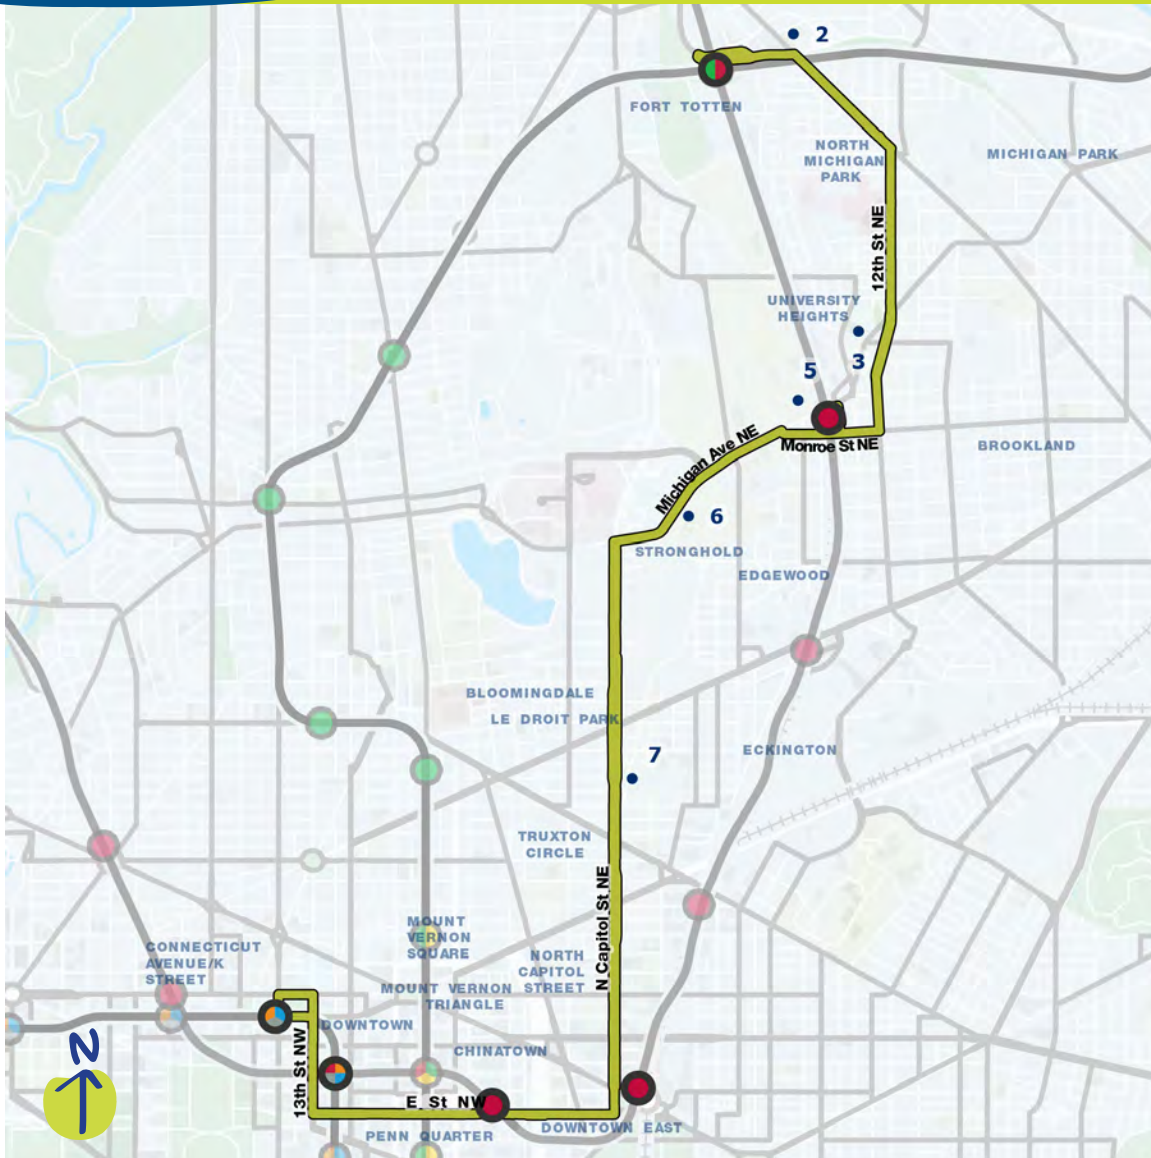 2
FORT TOTTEN
NORTH
MICHIGAN
PARK
MICHIGAN PARK
12th St NE
UNIVERSITY
HEIGHTS
3
5
Michigan Ave NE
Monroe St NE
BROOKLAND
6
STRONGHOLD
EDGEWOOD
BLOOMINGDALE
LE DROIT PARK
7
ECKINGTON
TRUXTON
CIRCLE
N Capitol St NE
MOUNT
VERNON
SQUARE
CONNECTICUT
AVENUE/K
STREET
NORTH
CAPITOL
STREET
MOUNT VERNON
TRIANGLE
DOWNTOWN
N
13th St NW
CHINATOWN
E St NW
PENN QUARTER
DOWNTOWN EAST